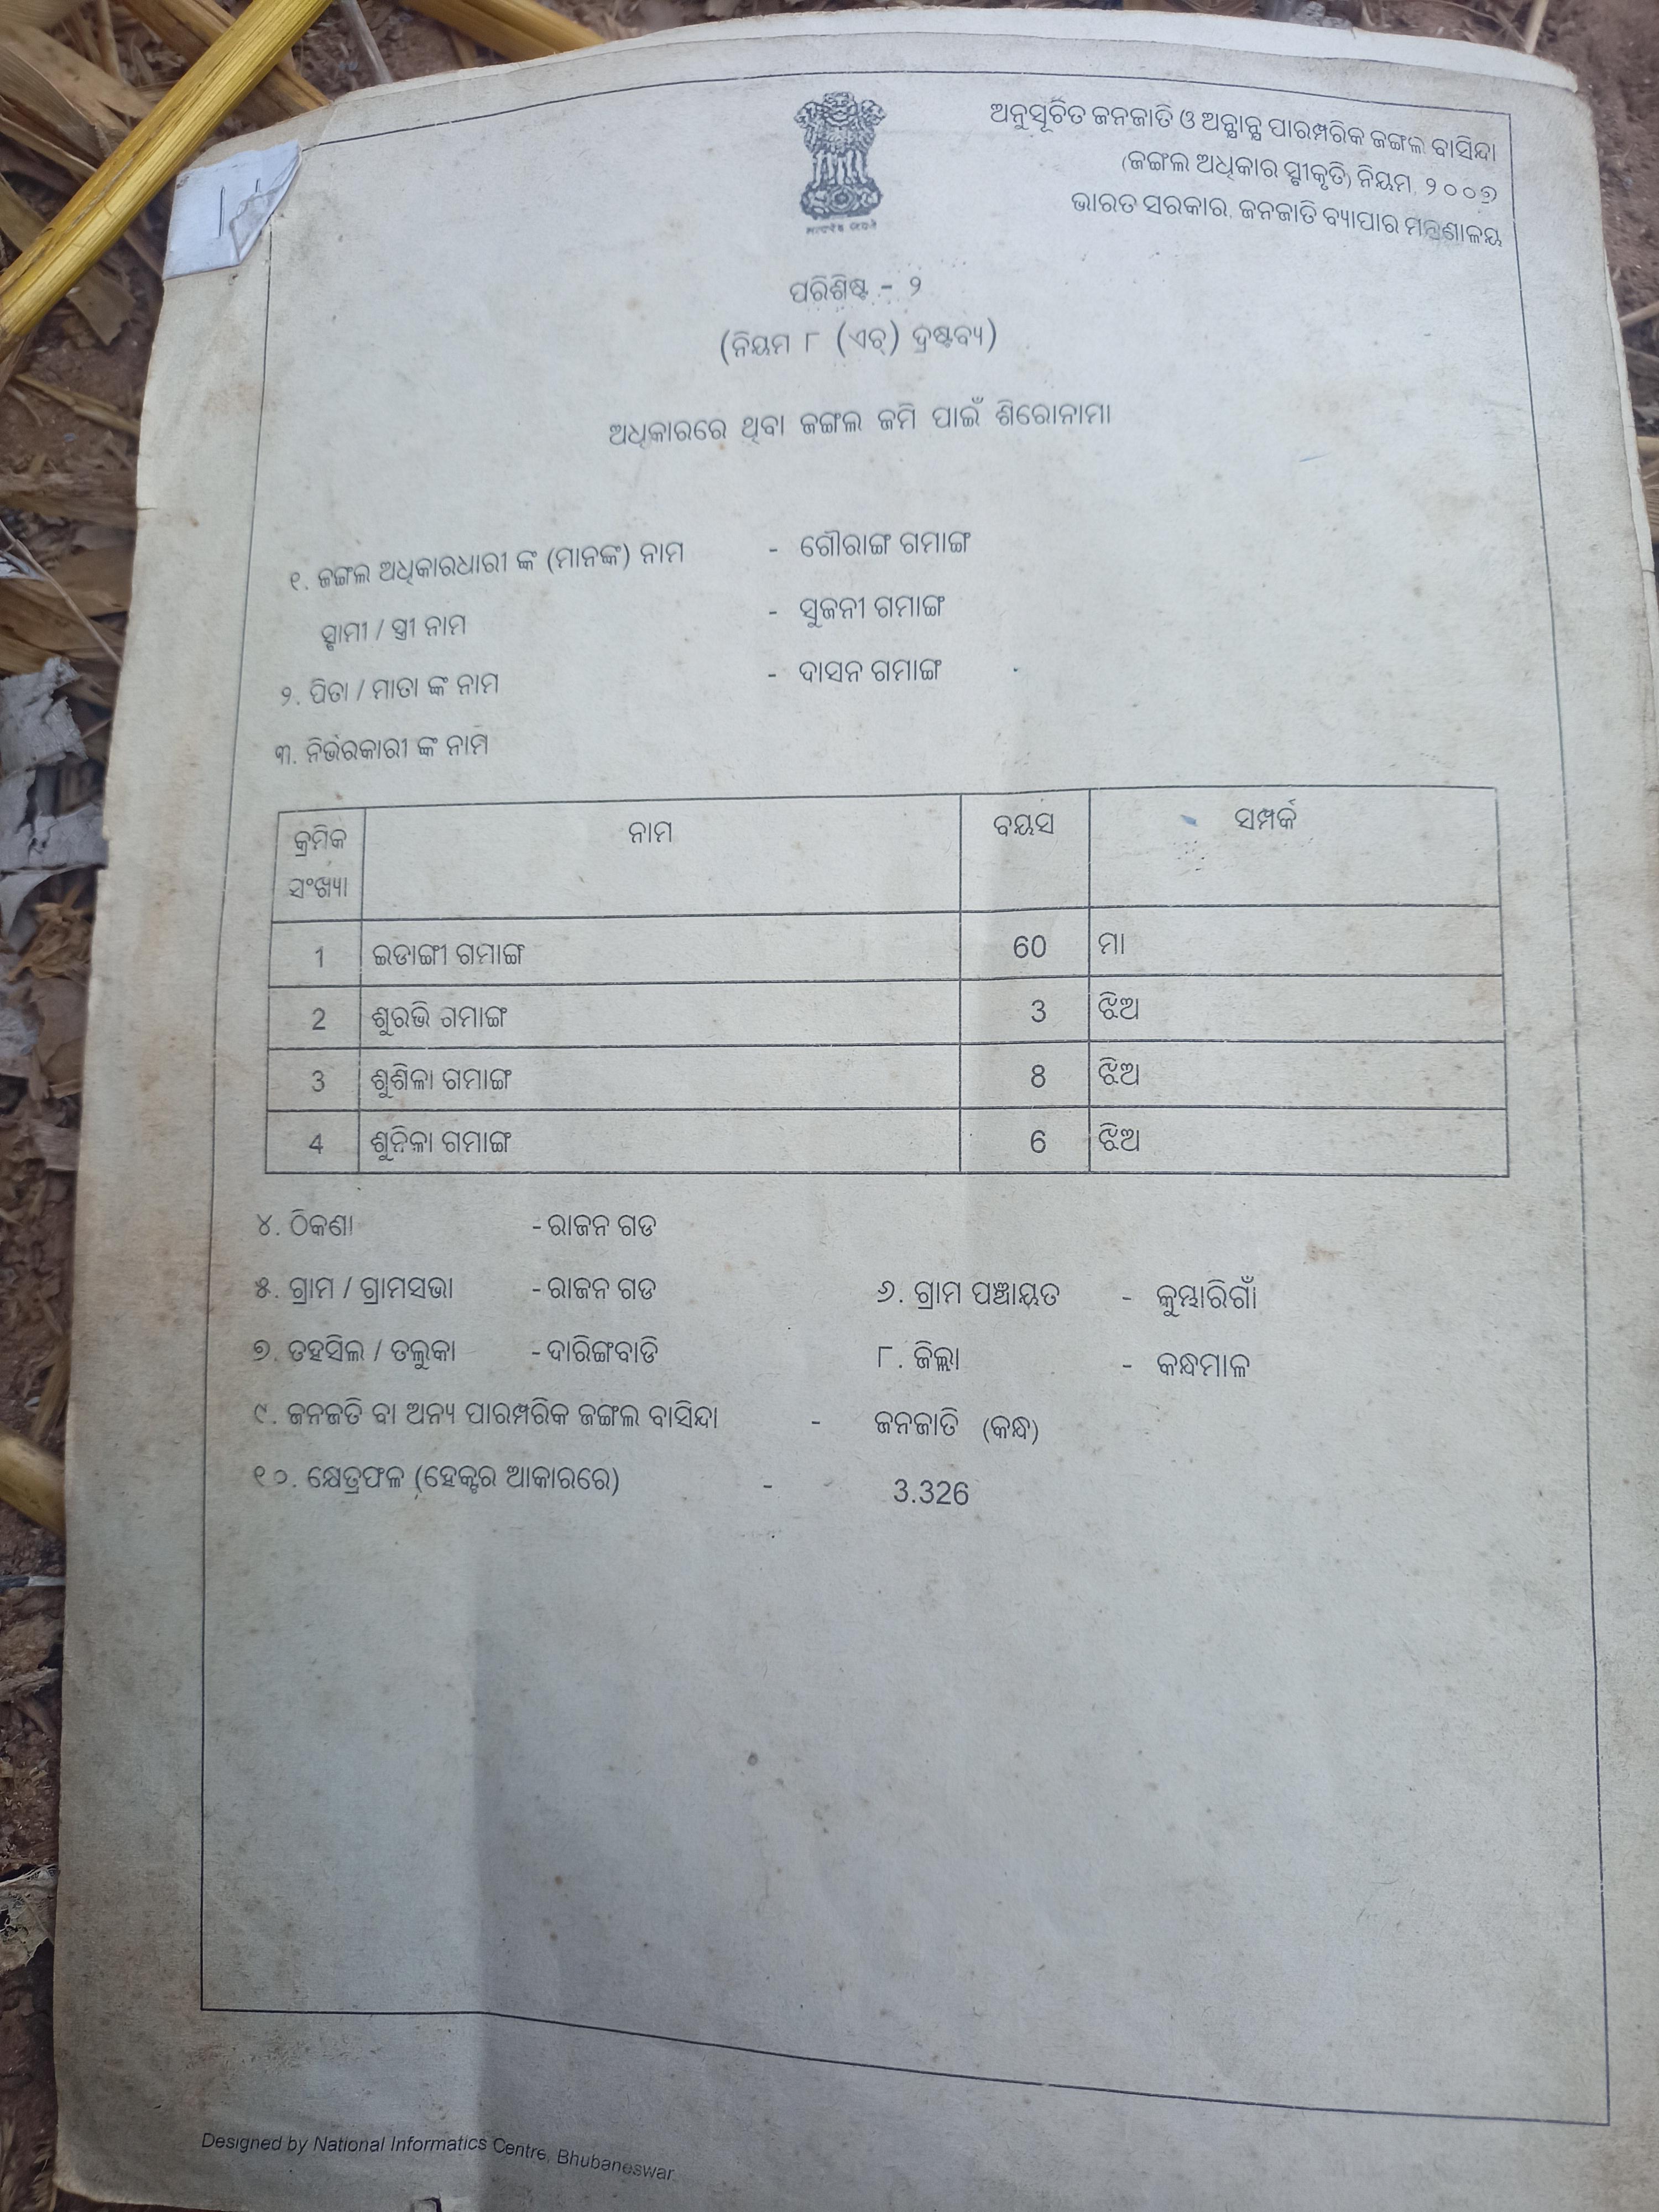 ଅନୁସୂଚିତ ଜନଜାତି ଓ ଅନ୍ଯାନ୍ଯ ପାରମ୍ପରିକ ଜଙ୍ଗଲ ବାସିନ୍ଦା
(ଜଙ୍ଗଲ ଅଧିକାର ସ୍ବୀକୃତି) ନିୟମ, ୨୦୦୭
ଭାରତ ସରକାର, ଜନଜାତି ବ୍ୟାପାର ମନ୍ତ୍ରଣାଳୟ
ପରିଶିଷ୍ଟ - ୨
(ନିୟମ ୮ (ଏଚ୍) ଦ୍ରଷ୍ଟବ୍ୟ)
ଅଧିକାରରେ ଥିବା ଜଙ୍ଗଲ ଜମି ପାଇଁ ଶିରୋନାମା
୧. ଜଙ୍ଗଲ ଅଧିକାରଧାରୀ ଙ୍କ (ମାନଙ୍କ) ନାମ - ଗୌରାଙ୍ଗ ଗମାଙ୍ଗ
ସ୍ବାମୀ / ସ୍ତ୍ରୀ ନାମ - ସୁଜନୀ ଗମାଙ୍ଗ
୨. ପିତା / ମାତା ଙ୍କ ନାମ - ଦାସନ ଗମାଙ୍ଗ
୩. ନିର୍ଭରକାରୀ ଙ୍କ ନାମ
କ୍ରମିକ ସଂଖ୍ୟା ନାମ ବୟସ ସମ୍ପର୍କ
1 ଇଡାଙ୍ଗୀ ଗମାଙ୍ଗ 60 ମା
2 ଶୁରଭି ଗମାଙ୍ଗ 3 ଝିଅ
3 ଶୁଶିଳା ଗମାଙ୍ଗ 8 ଝିଅ
4 ଶୁନିକା ଗମାଙ୍ଗ 6 ଝିଅ
୪. ଠିକଣା - ରାଜନ ଗଡ
୫. ଗ୍ରାମ / ଗ୍ରାମସଭା - ରାଜନ ଗଡ ୬. ଗ୍ରାମ ପଞ୍ଚାୟତ - କୁମ୍ଭାରିଗାଁ
୭. ତହସିଲ / ତଲୁକା - ଦାରିଙ୍ଗବାଡି ୮. ଜିଲ୍ଲା - କନ୍ଧମାଳ
୯. ଜନଜତି ବା ଅନ୍ୟ ପାରମ୍ପରିକ ଜଙ୍ଗଲ ବାସିନ୍ଦା - ଜନଜାତି (କନ୍ଧ)
୧୦. କ୍ଷେତ୍ରଫଳ (ହେକ୍ଟର ଆକାରରେ) - 3.326
Designed by National Informatics Centre, Bhubaneswar